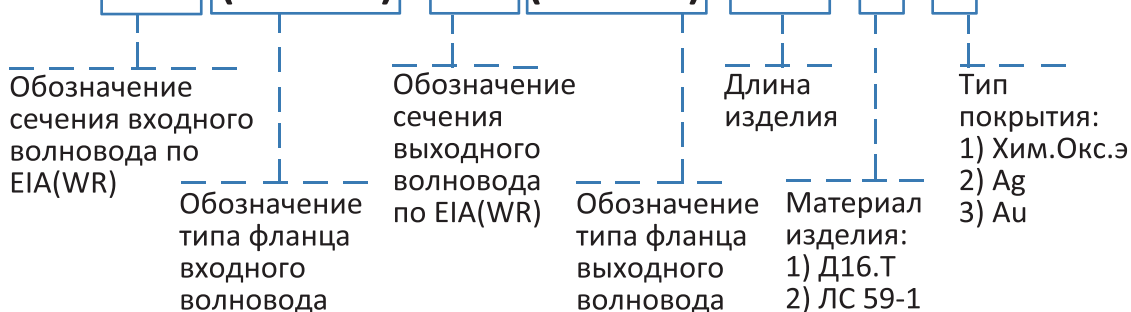 Обозначение
сечения входного
волновода по
EIA(WR)
Обозначение
типа фланца
входного
волновода
Обозначение
сечения
выходного
волновода
по EIA(WR)
Обозначение
типа фланца
выходного
волновода
Длина
изделия
Материал
изделия:
1) Д16.Т
2) ЛС 59-1
Тип
покрытия:
1) Хим.Окс.э
2) Ag
3) Au